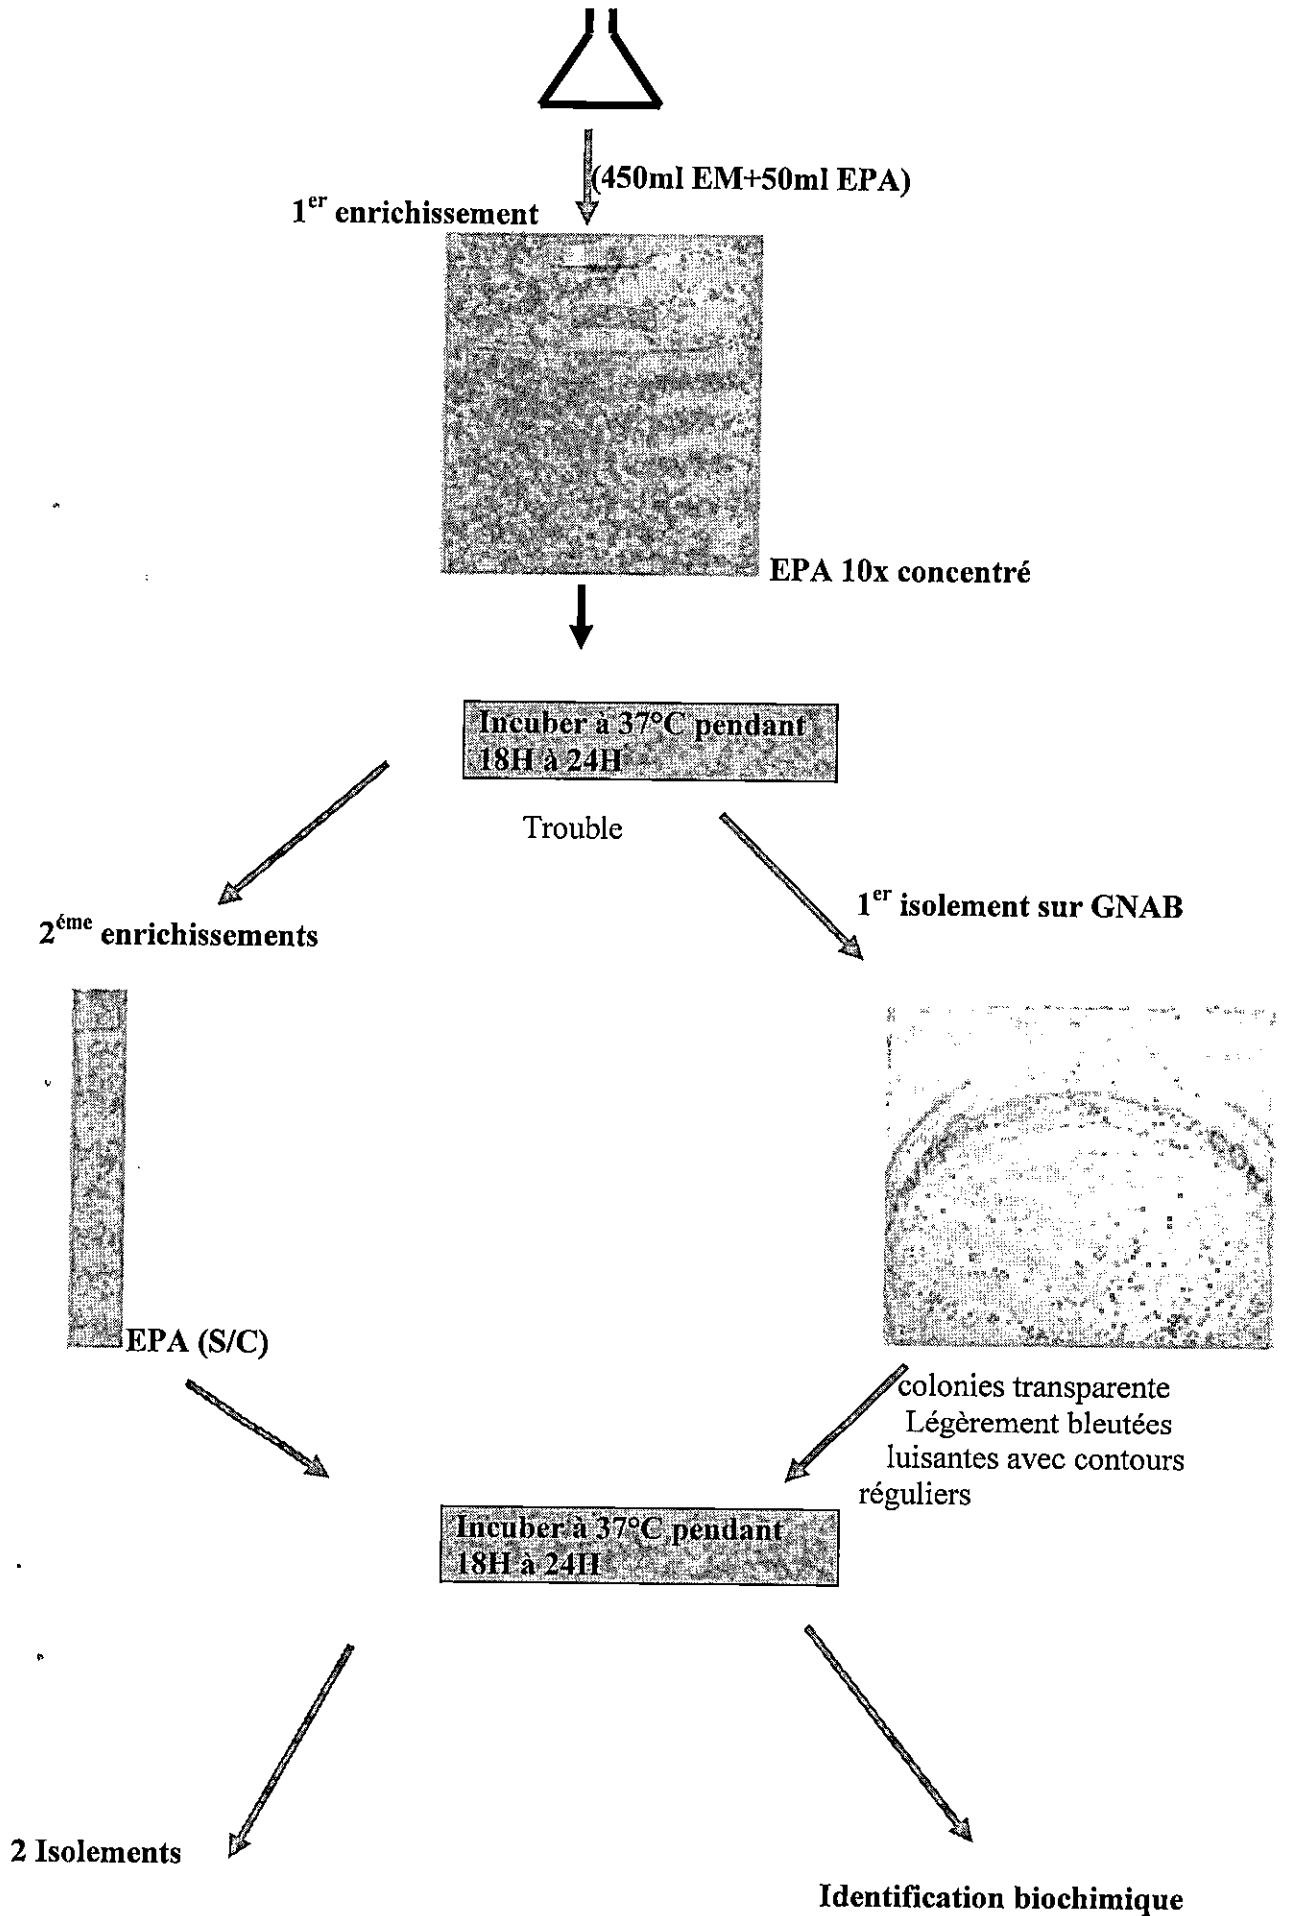 (450ml EM+50ml EPA)
1er enrichissement
EPA 10x concentré
Incuber à 37°C pendant
18H à 24H
Trouble
2éme enrichissements
1er isolement sur GNAB
EPA (S/C)
colonies transparente
Légèrement bleutées
luisantes avec contours
réguliers
Incuber à 37°C pendant
18H à 24H
2 Isolements
Identification biochimique